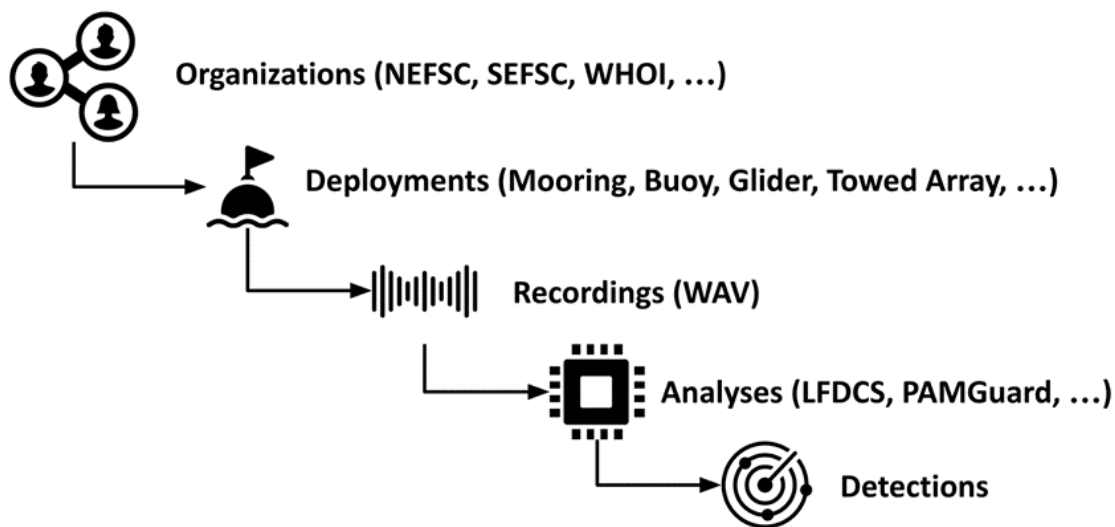 Organizations (NEFSC, SEFSC, WHOI, ...)
Deployments (Mooring, Buoy, Glider, Towed Array, ...)
Recordings (WAV)
Analyses (LFDCS, PAMGuard, ...)
Detections